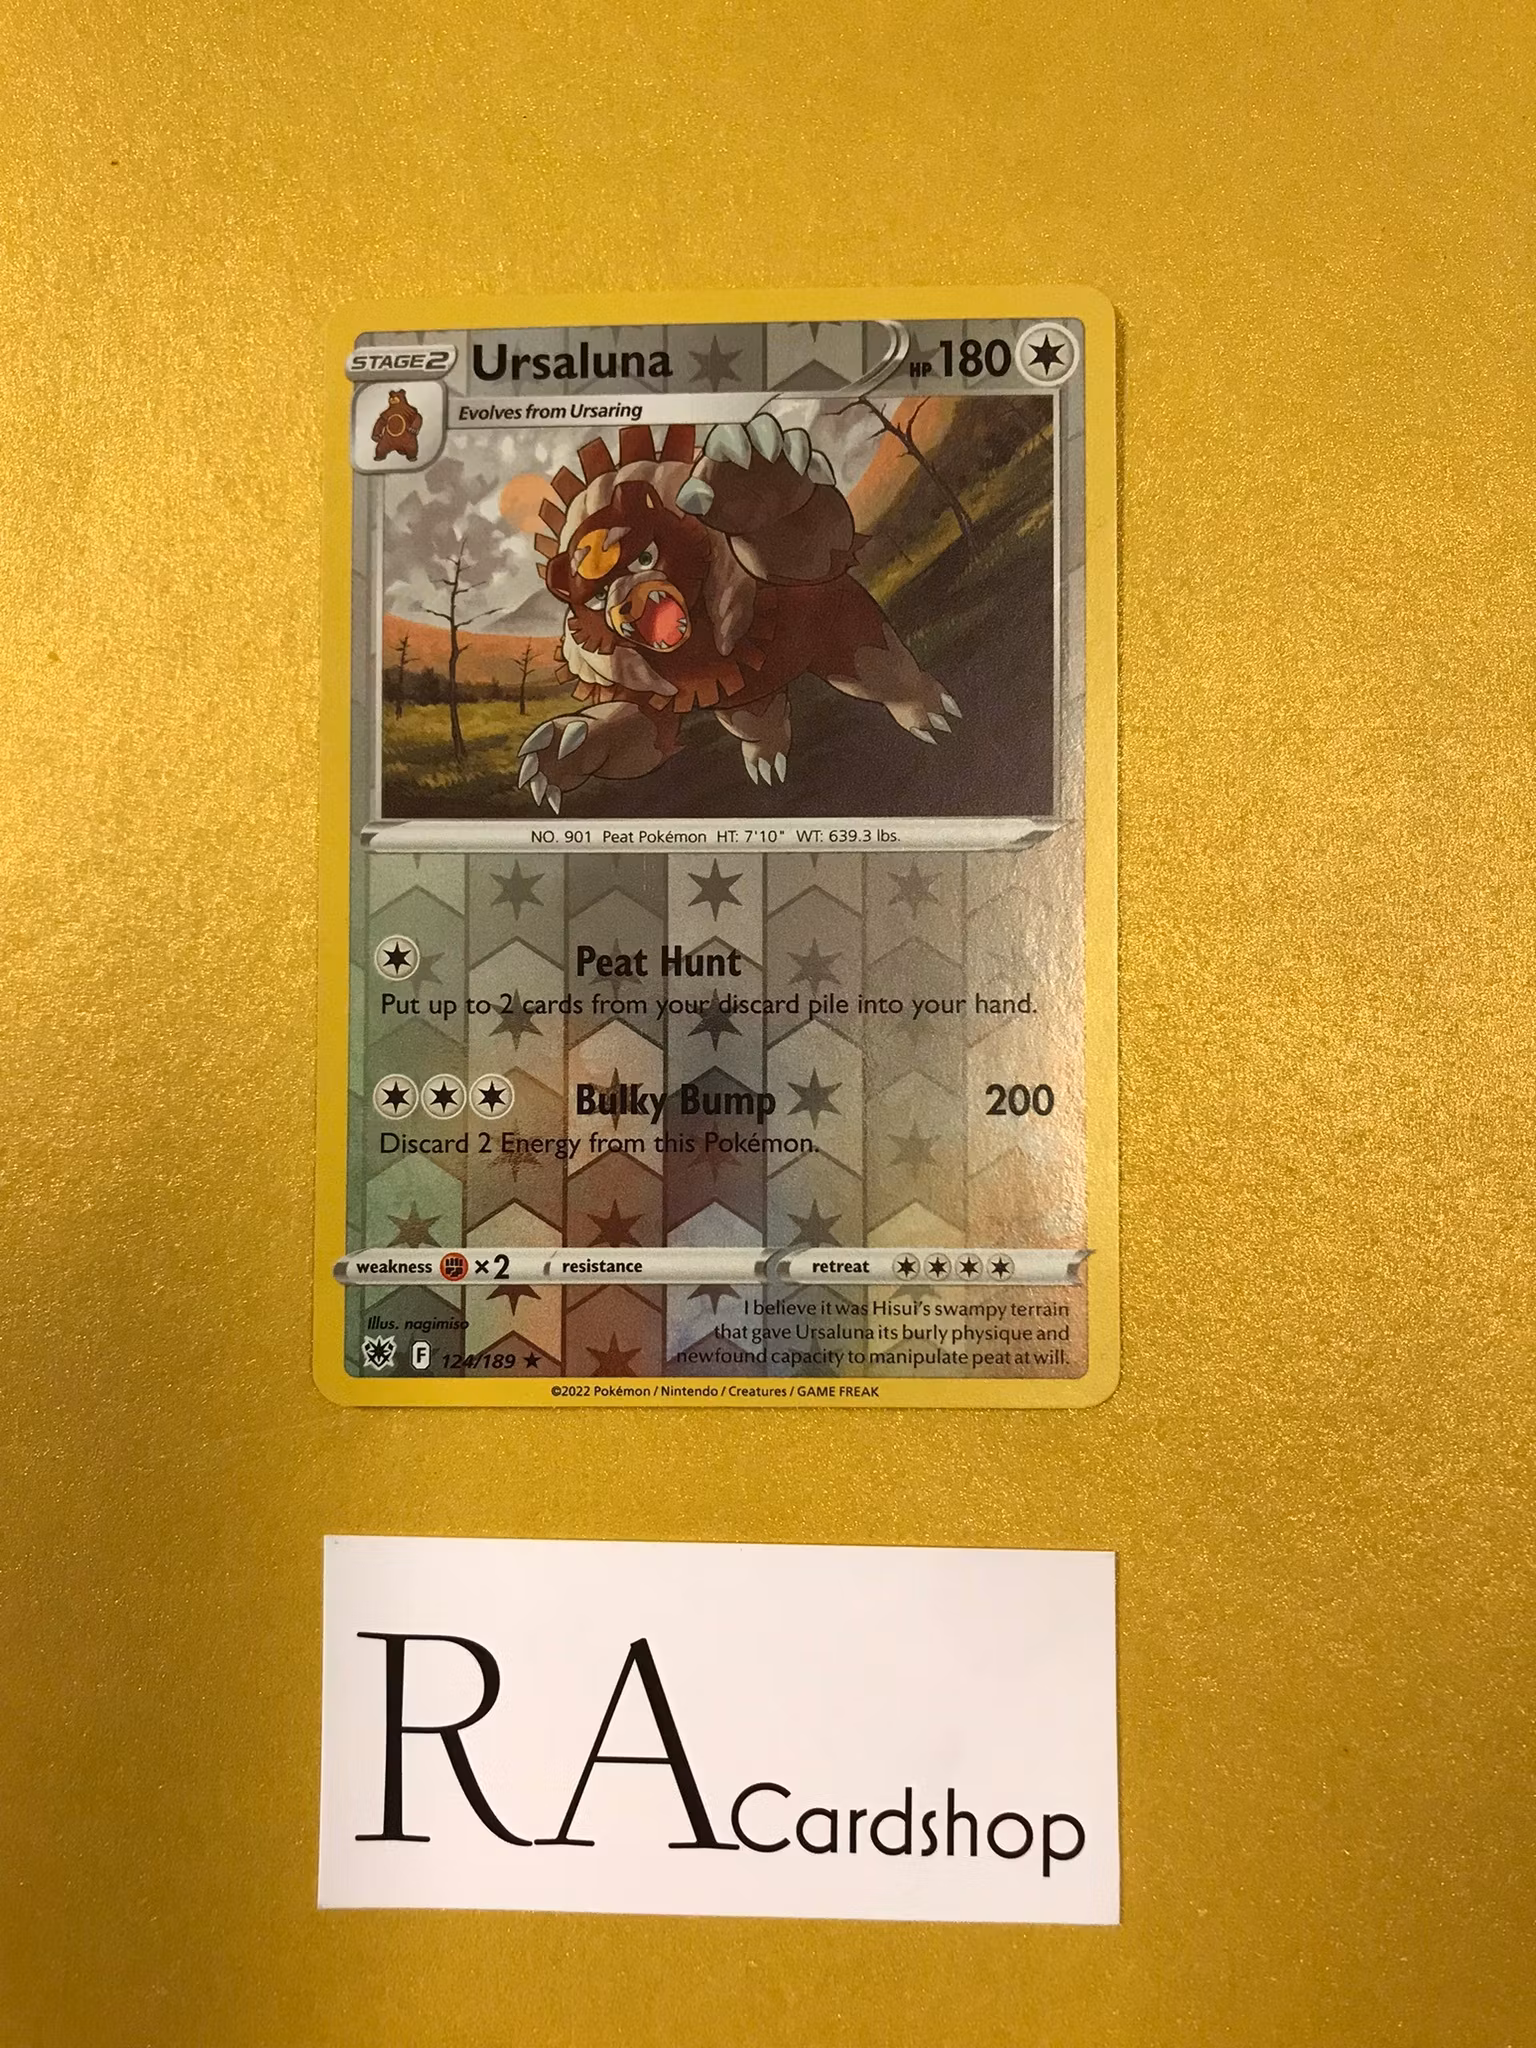 STAGE2
Ursaluna
HP 180
Evolves from Ursaring
NO. 901 Peat Pokémon HT: 7'10" WT: 639.3 lbs.
Peat Hunt
Put up to 2 cards from your discard pile into your hand.
Bulky Bump 200
Discard 2 Energy from this Pokémon.
weakness ×2 resistance retreat
I believe it was Hisui's swampy terrain
that gave Ursaluna its burly physique and
newfound capacity to manipulate peat at will.
Illus. nagimiso
F 124/189 ★
©2022 Pokémon / Nintendo / Creatures / GAME FREAK
RA Cardshop